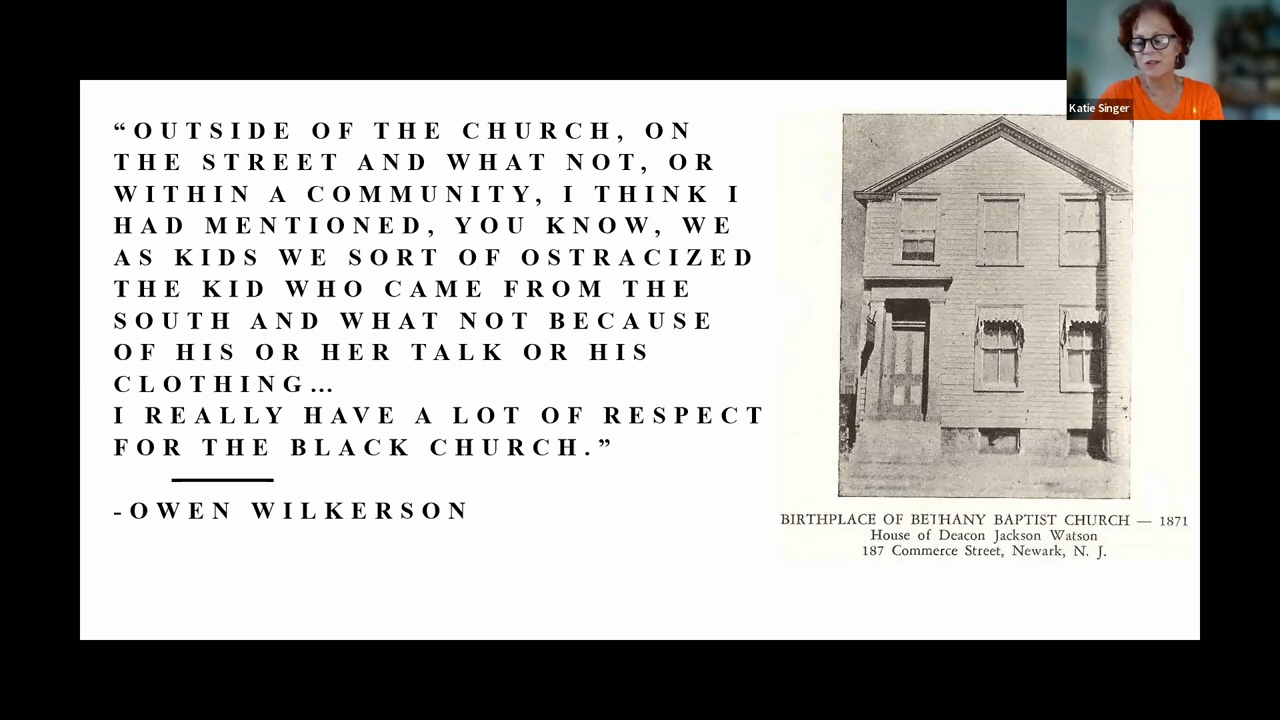 “OUTSIDE OF THE CHURCH, ON
THE STREET AND WHAT NOT, OR
WITHIN A COMMUNITY, I THINK I
HAD MENTIONED, YOU KNOW, WE
AS KIDS WE SORT OF OSTRACIZED
THE KID WHO CAME FROM THE
SOUTH AND WHAT NOT BECAUSE
OF HIS OR HER TALK OR HIS
CLOTHING…
I REALLY HAVE A LOT OF RESPECT
FOR THE BLACK CHURCH.”
-OWEN WILKERSON
Katie Singer
BIRTHPLACE OF BETHANY BAPTIST CHURCH — 1871
House of Deacon Jackson Watson
187 Commerce Street, Newark, N. J.